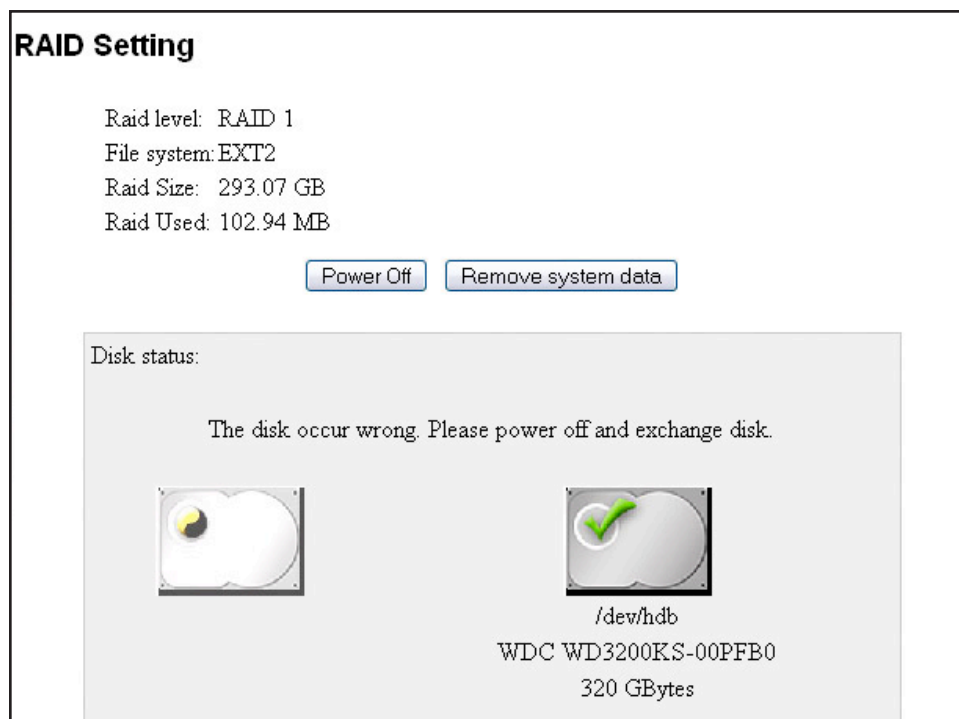 RAID Setting
Raid level: RAID 1
File system: EXT2
Raid Size: 293.07 GB
Raid Used: 102.94 MB
Power Off Remove system data
Disk status:
The disk occur wrong. Please power off and exchange disk.
/dev/hdb
WDC WD3200KS-00PFB0
320 GBytes